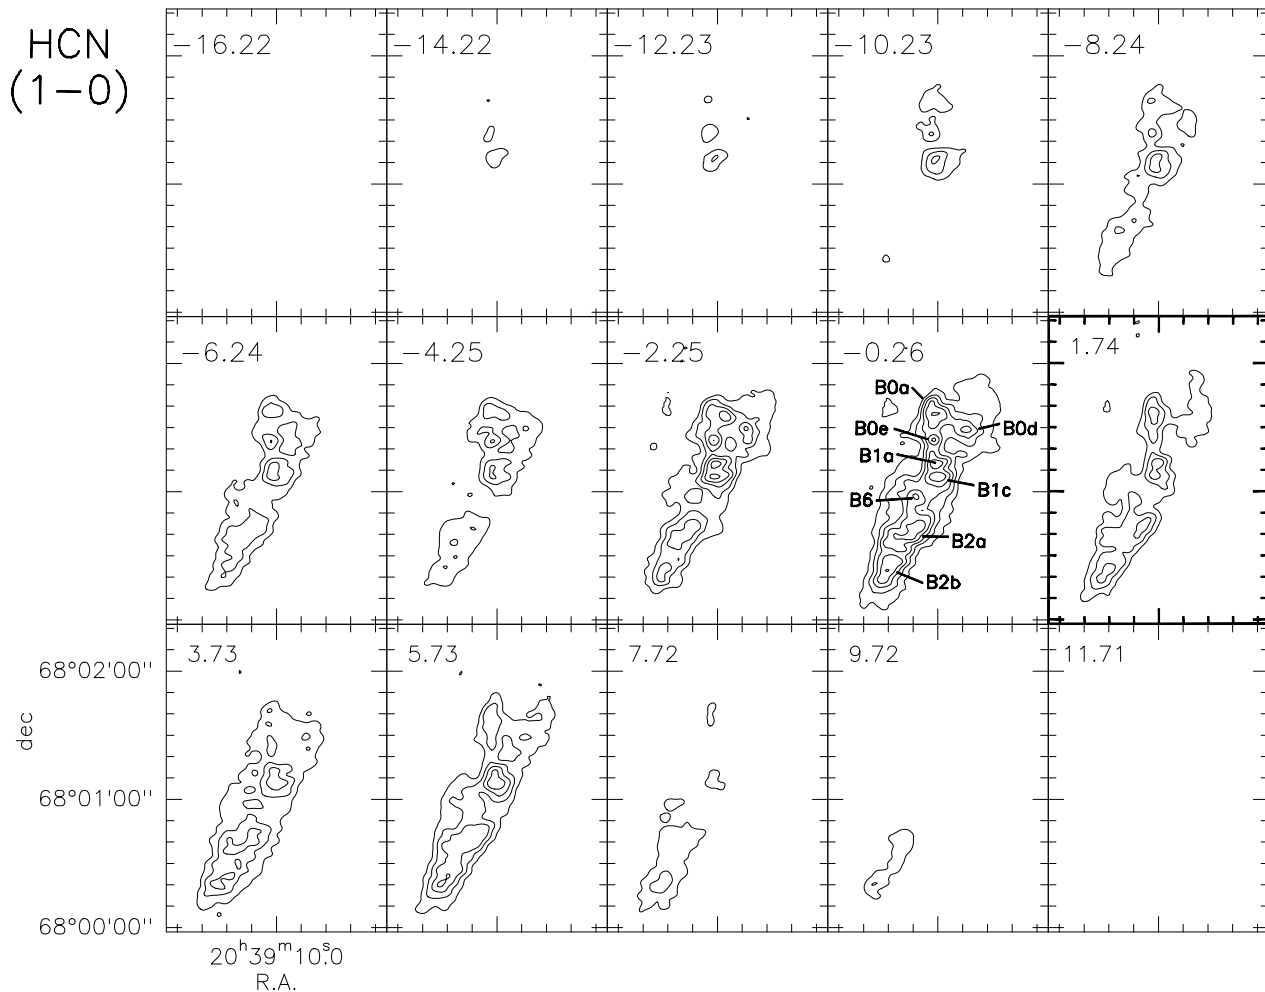 HCN
(1−0)
−16.22
−14.22
−12.23
−10.23
−8.24
−6.24
−4.25
−2.25
−0.26
1.74
B0a
B0e
B0d
B1a
B1c
B6
B2a
B2b
3.73
5.73
7.72
9.72
11.71
68°02'00"
dec
68°01'00"
68°00'00"
20h39m10s.0
R.A.